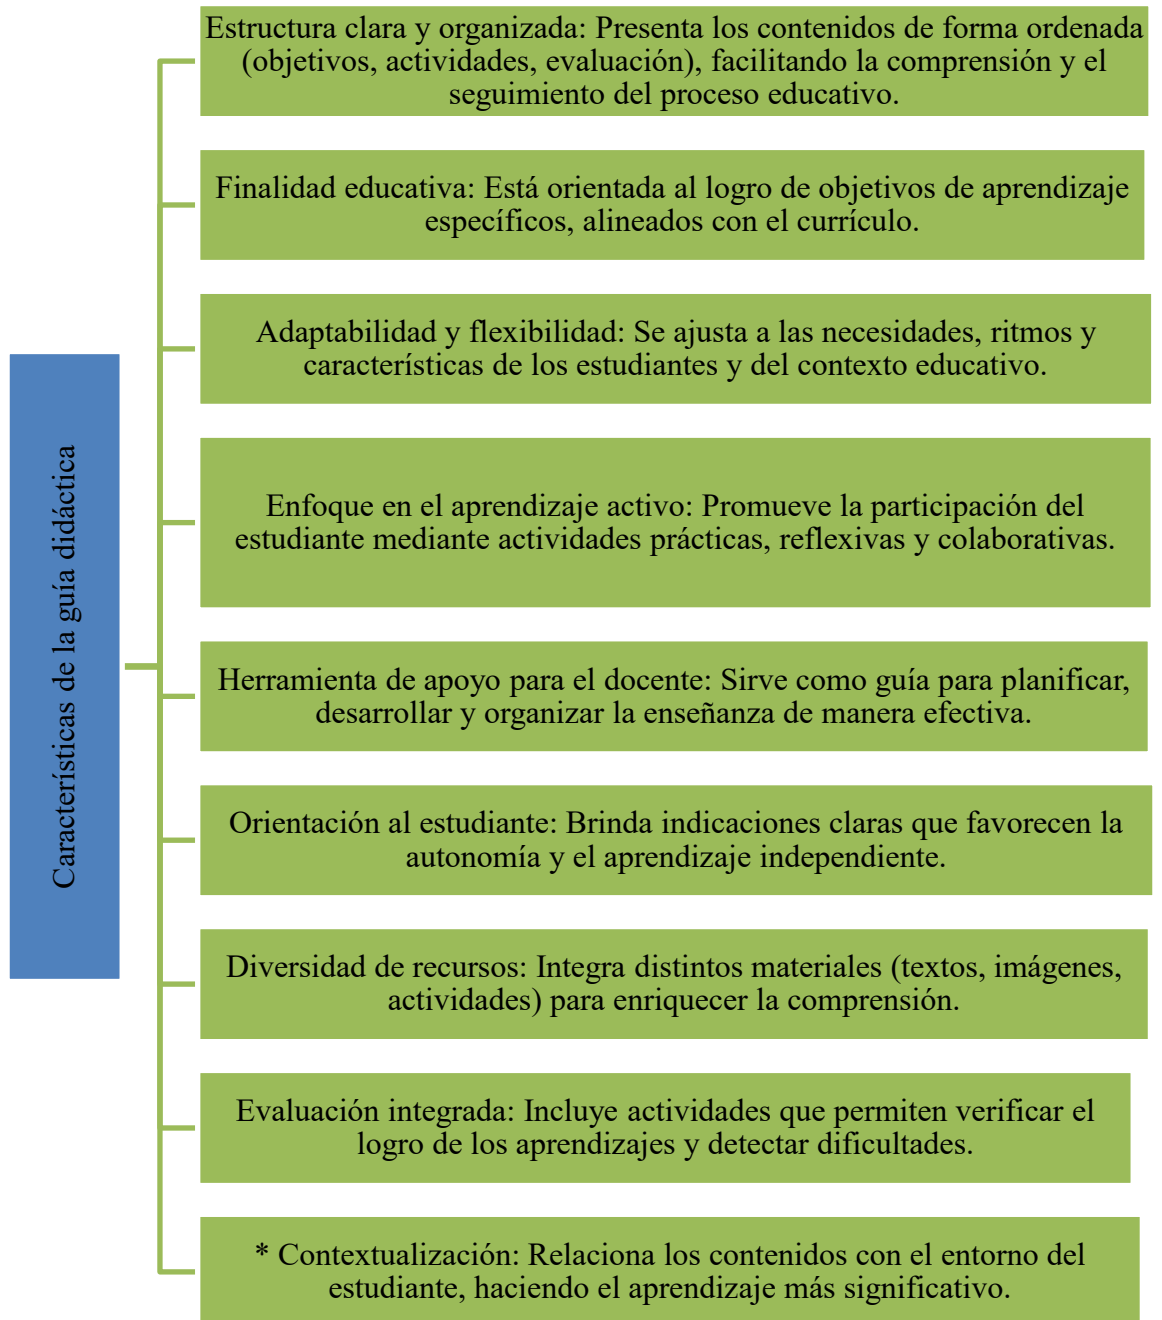 Estructura clara y organizada: Presenta los contenidos de forma ordenada
(objetivos, actividades, evaluación), facilitando la comprensión y el
seguimiento del proceso educativo.
Finalidad educativa: Está orientada al logro de objetivos de aprendizaje
específicos, alineados con el currículo.
Adaptabilidad y flexibilidad: Se ajusta a las necesidades, ritmos y
características de los estudiantes y del contexto educativo.
Características de la guía didáctica
Enfoque en el aprendizaje activo: Promueve la participación del
estudiante mediante actividades prácticas, reflexivas y colaborativas.
Herramienta de apoyo para el docente: Sirve como guía para planificar,
desarrollar y organizar la enseñanza de manera efectiva.
Orientación al estudiante: Brinda indicaciones claras que favorecen la
autonomía y el aprendizaje independiente.
Diversidad de recursos: Integra distintos materiales (textos, imágenes,
actividades) para enriquecer la comprensión.
Evaluación integrada: Incluye actividades que permiten verificar el
logro de los aprendizajes y detectar dificultades.
* Contextualización: Relaciona los contenidos con el entorno del
estudiante, haciendo el aprendizaje más significativo.